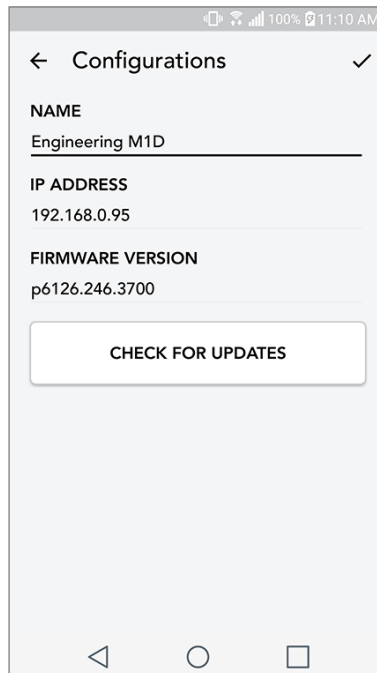 100% 11:10 AM
Configurations
NAME
Engineering M1D
IP ADDRESS
192.168.0.95
FIRMWARE VERSION
p6126.246.3700
CHECK FOR UPDATES